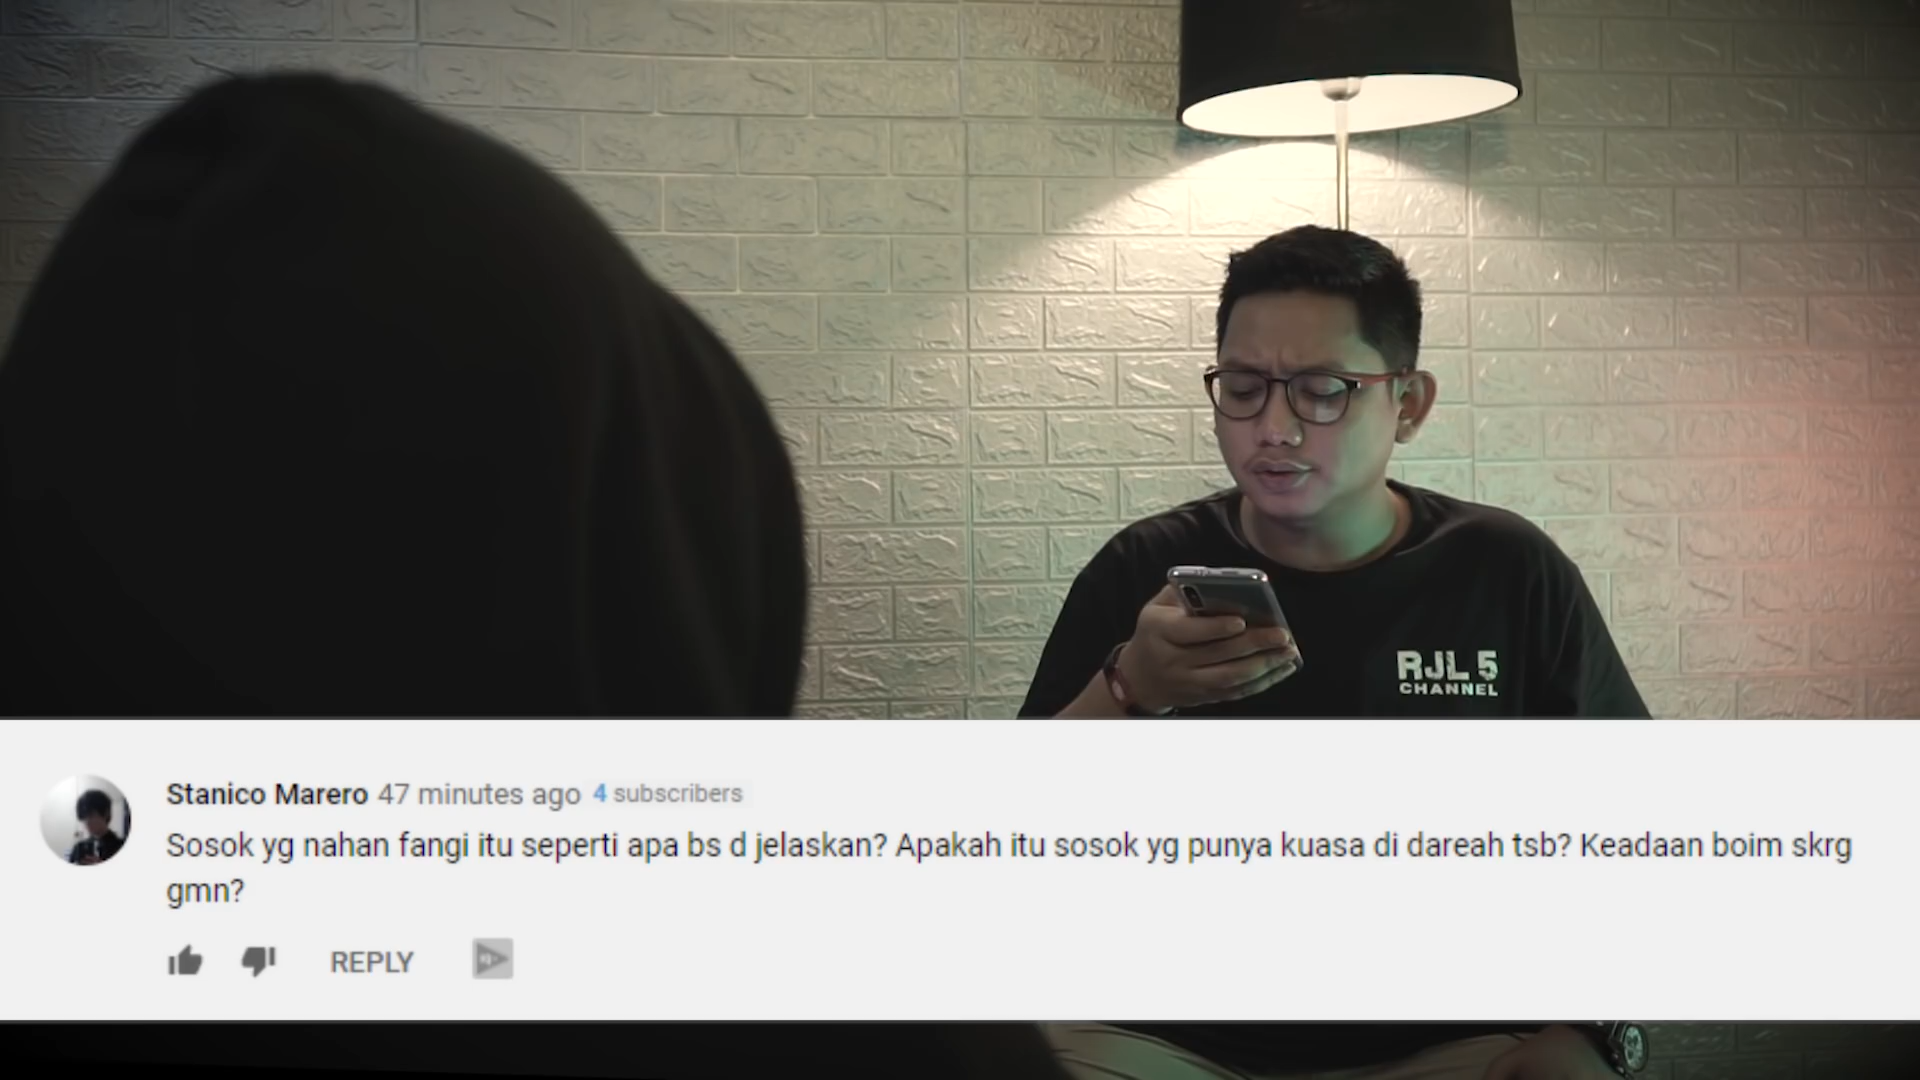 RJL 5
CHANNEL
Stanico Marero 47 minutes ago 4 subscribers
Sosok yg nahan fangi itu seperti apa bs d jelaskan? Apakah itu sosok yg punya kuasa di dareah tsb? Keadaan boim skrg
gmn?
REPLY